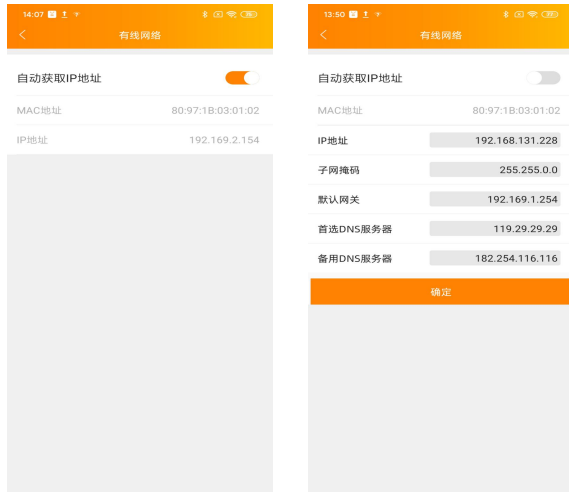 14:07
有线网络
自动获取IP地址
MAC地址 80:97:1B:03:01:02
IP地址 192.169.2.154
13:50
有线网络
自动获取IP地址
MAC地址 80:97:1B:03:01:02
IP地址 192.168.131.228
子网掩码 255.255.0.0
默认网关 192.169.1.254
首选DNS服务器 119.29.29.29
备用DNS服务器 182.254.116.116
确定